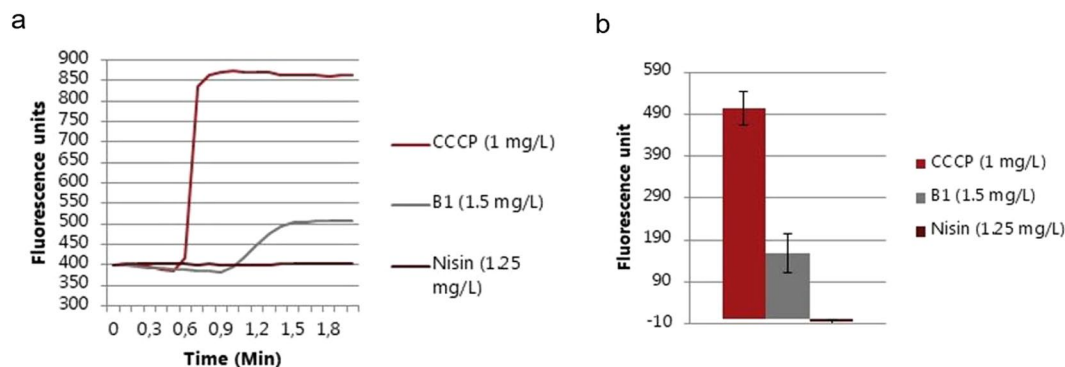 a
Fluorescence units
900
850
800
750
700
650
600
550
500
450
400
350
300
0 0,3 0,6 0,9 1,2 1,5 1,8
Time (Min)
CCCP (1 mg/L)
B1 (1.5 mg/L)
Nisin (1.25
mg/L)
b
Fluorescence unit
590
490
390
290
190
90
-10
CCCP (1 mg/L)
B1 (1.5 mg/L)
Nisin (1.25 mg/L)